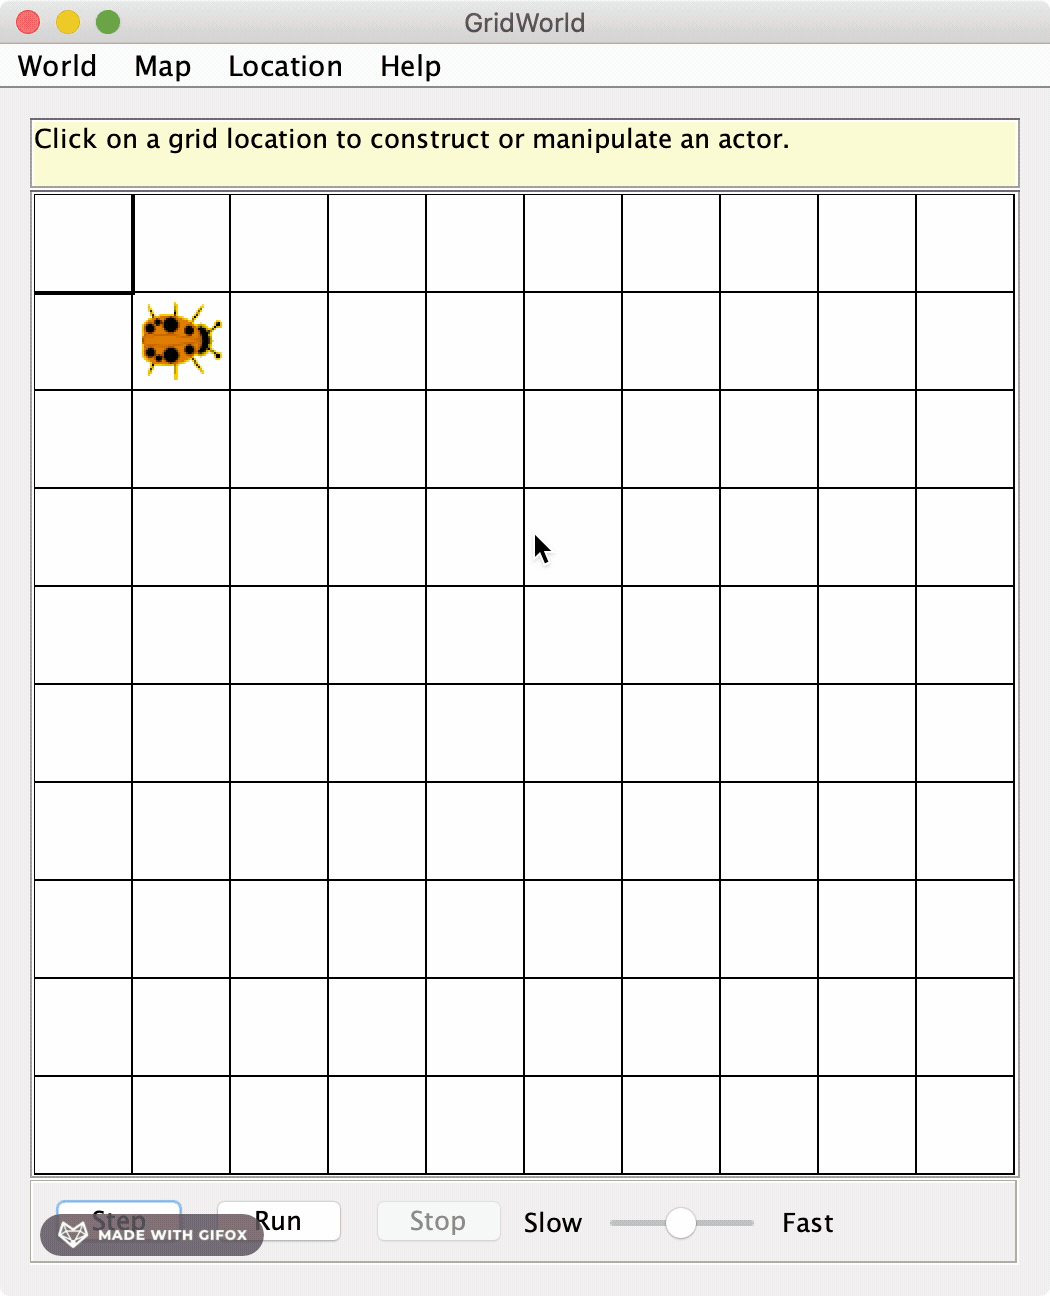 GridWorld
World Map Location Help
Click on a grid location to construct or manipulate an actor.
Step Run Stop Slow Fast
MADE WITH GIFOX